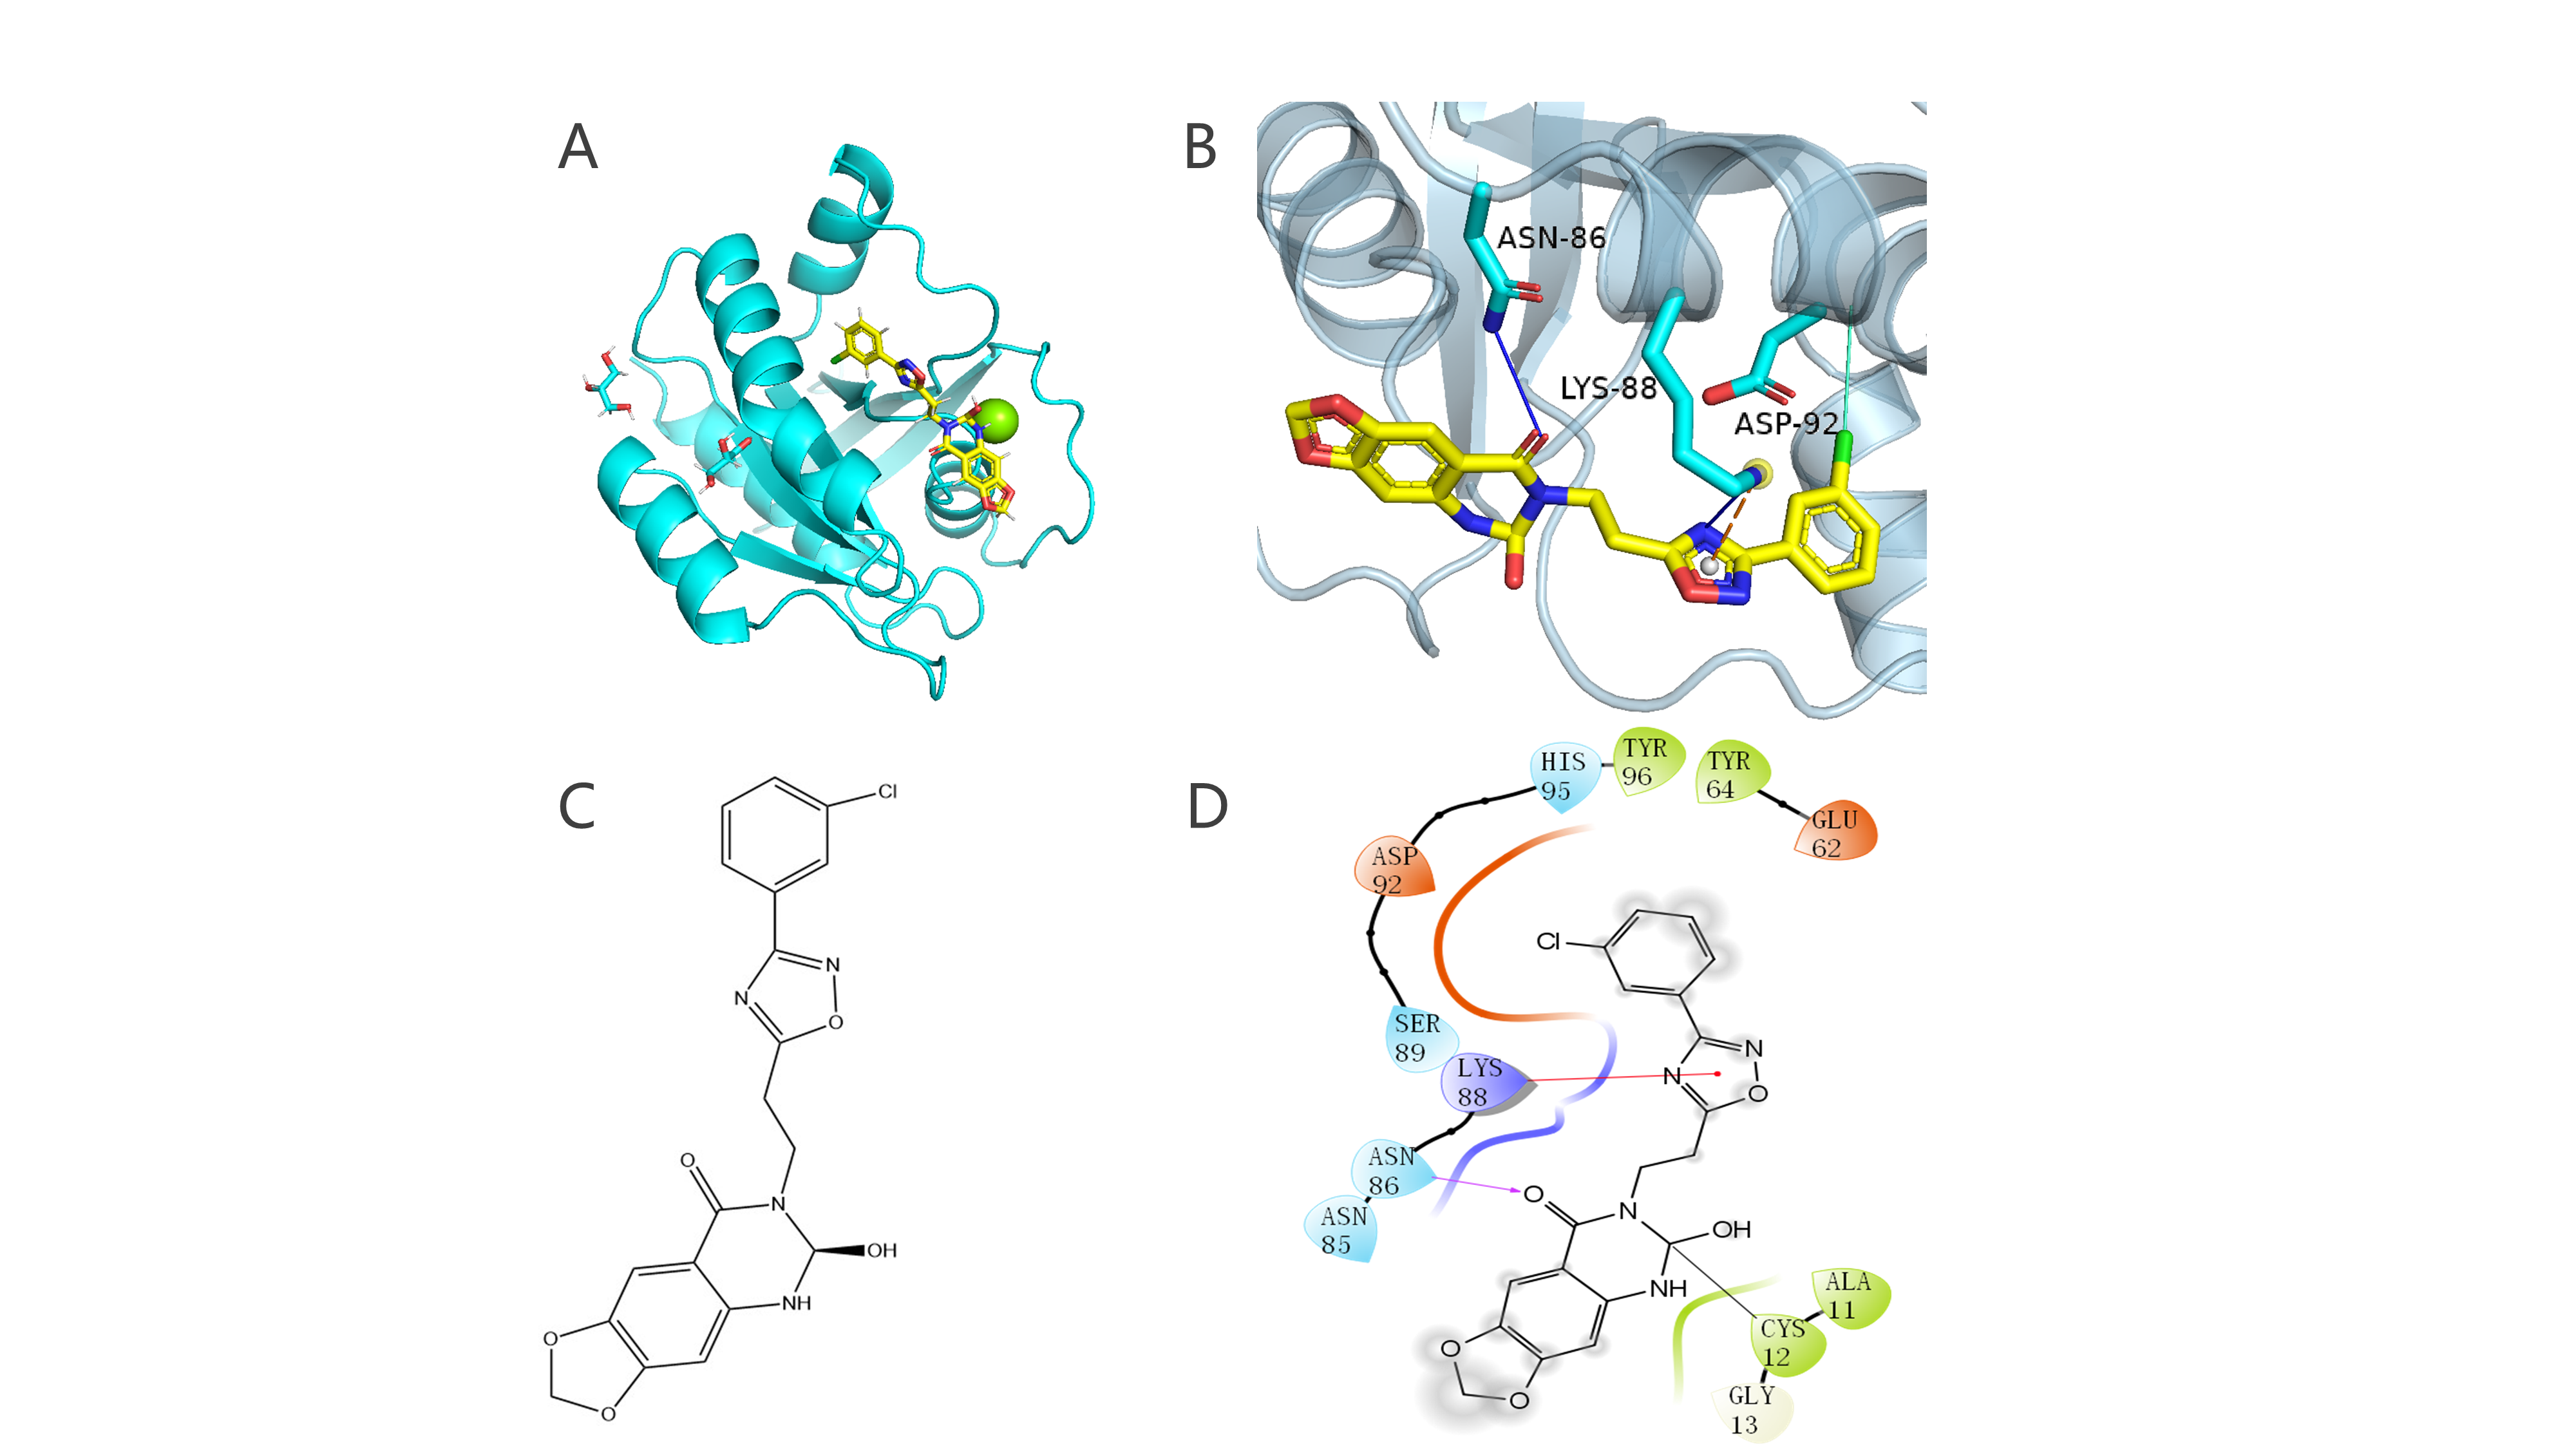 A
B
ASN-86
LYS-88
ASP-92
C
Cl
N
N
O
O
N
OH
NH
O
O
D
HIS
95
TYR
96
TYR
64
GLU
62
ASP
92
Cl
SER
89
LYS
88
N
N
O
ASN
86
ASN
85
O
N
OH
NH
ALA
11
CYS
12
O
O
GLY
13